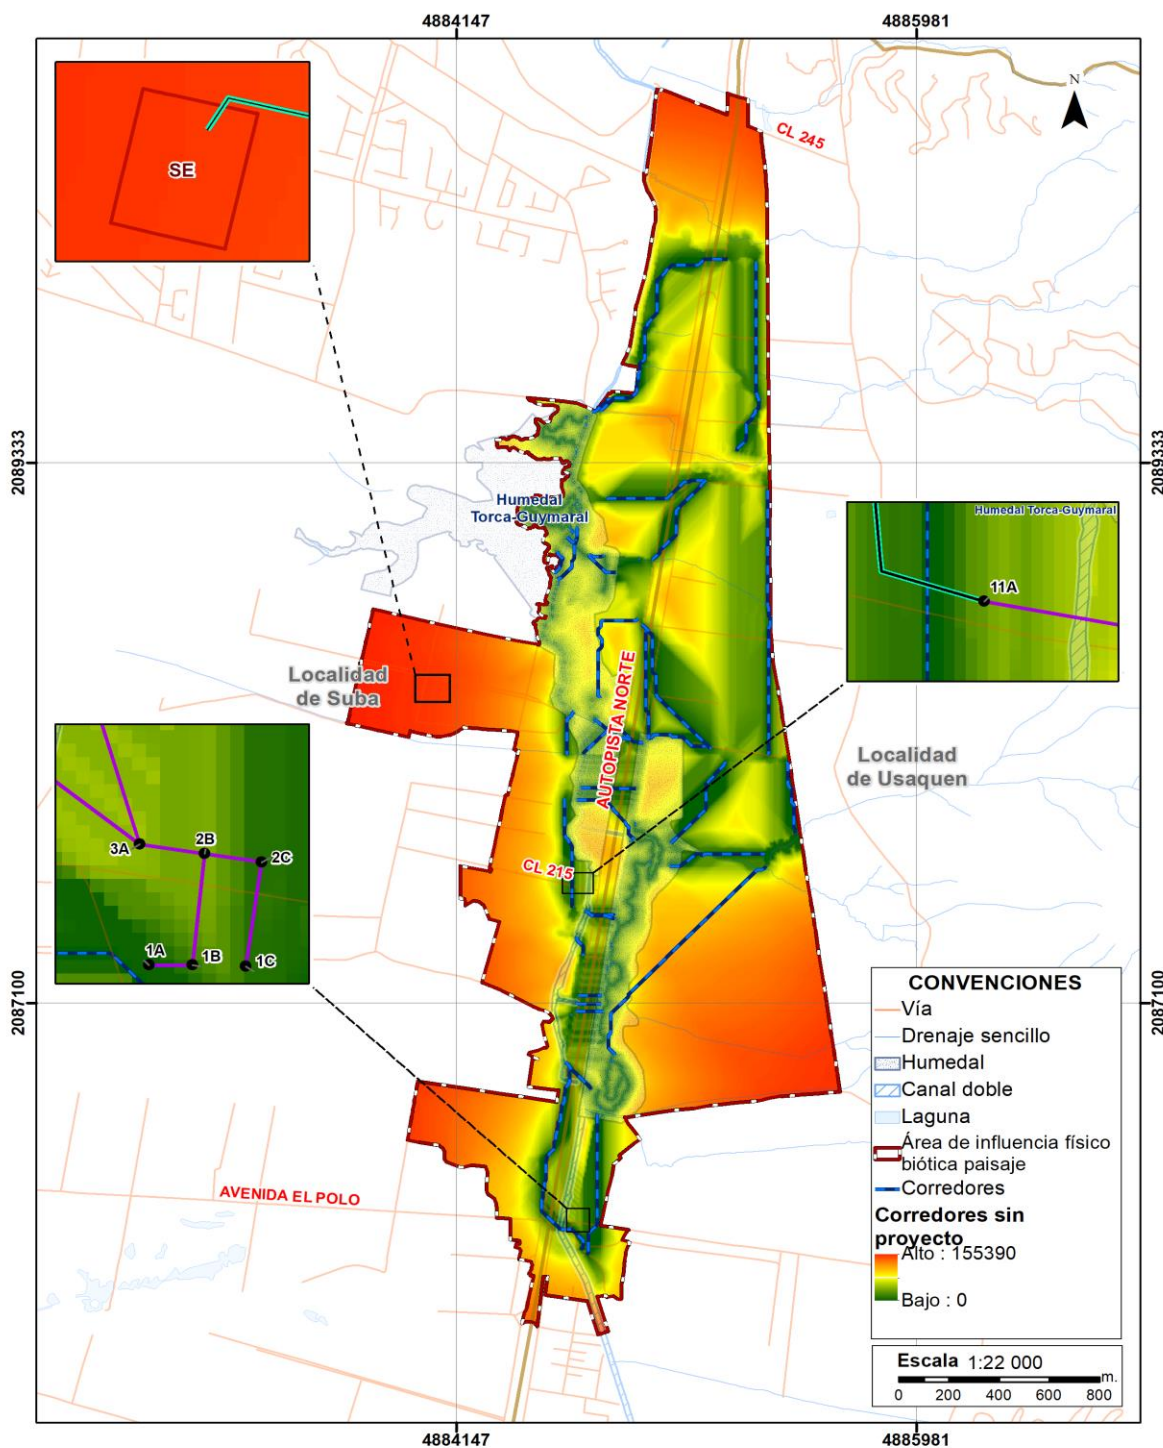 4884147
4885981
N
CL 245
SE
2089333
2089333
Humedal
Torca-Guymaral
Humedal Torca-Guymaral
11A
Localidad
de Suba
AUTOPISTA NORTE
Localidad
de Usaquen
3A
2B
2C
1A
1B
1C
CL 215
2087100
2087100
AVENIDA EL POLO
CONVENCIONES
Vía
Drenaje sencillo
Humedal
Canal doble
Laguna
Área de influencia físico
biótica paisaje
Corredores
Corredores sin
proyecto
Alto : 155390
Bajo : 0
Escala 1:22 000
m.
0 200 400 600 800
4884147
4885981